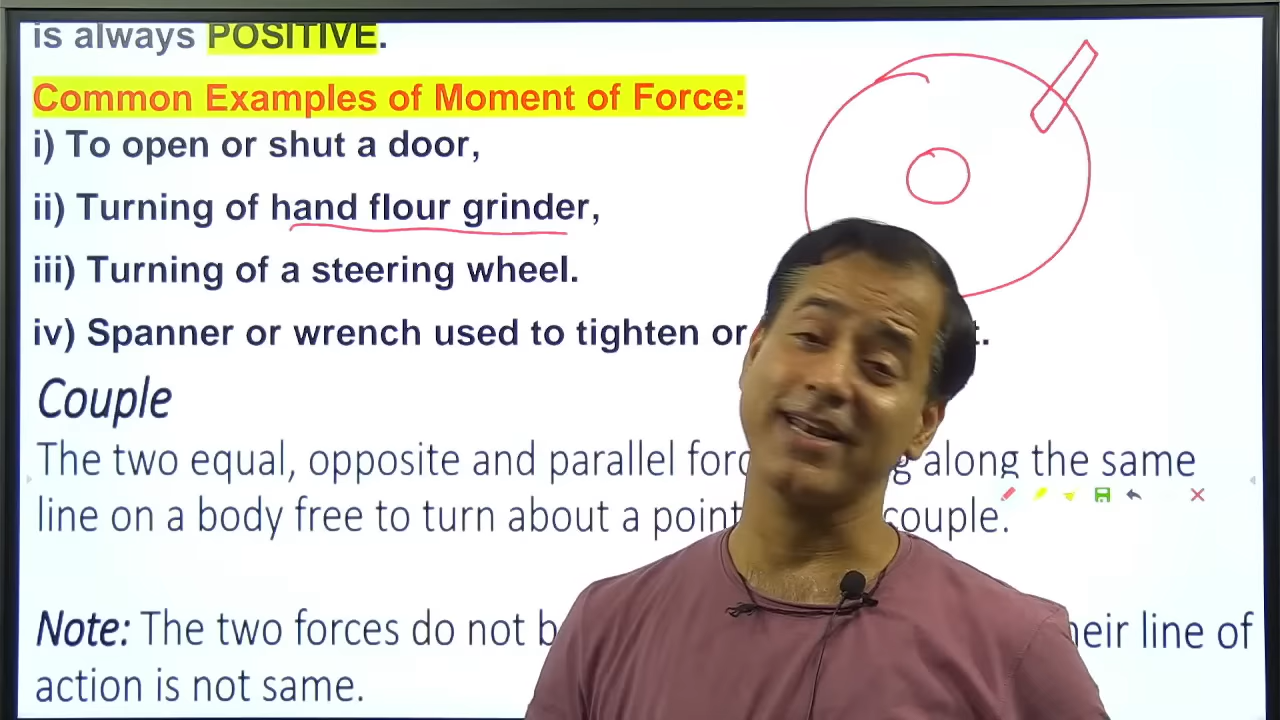 is always POSITIVE.
Common Examples of Moment of Force:
i) To open or shut a door,
ii) Turning of hand flour grinder,
iii) Turning of a steering wheel.
iv) Spanner or wrench used to tighten or
Couple
The two equal, opposite and parallel along the same
line on a body free to turn about a point couple.
Note: The two forces do not line of
action is not same.